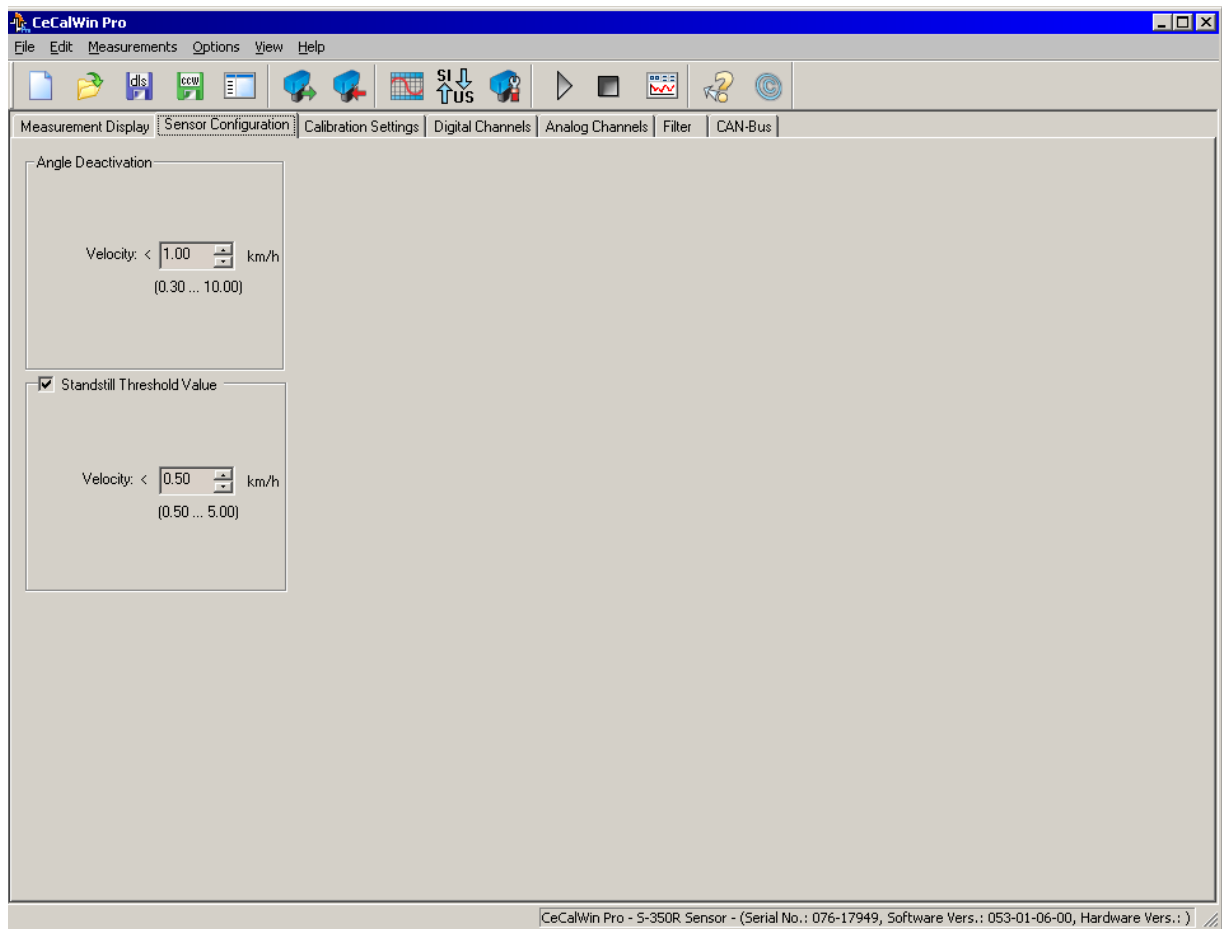 CeCalWin Pro
File Edit Measurements Options View Help
dls ccw SI US
Measurement Display Sensor Configuration Calibration Settings Digital Channels Analog Channels Filter CAN-Bus
Angle Deactivation
Velocity: < 1.00 km/h
(0.30 ... 10.00)
Standstill Threshold Value
Velocity: < 0.50 km/h
(0.50 ... 5.00)
CeCalWin Pro - S-350R Sensor - (Serial No.: 076-17949, Software Vers.: 053-01-06-00, Hardware Vers.: )